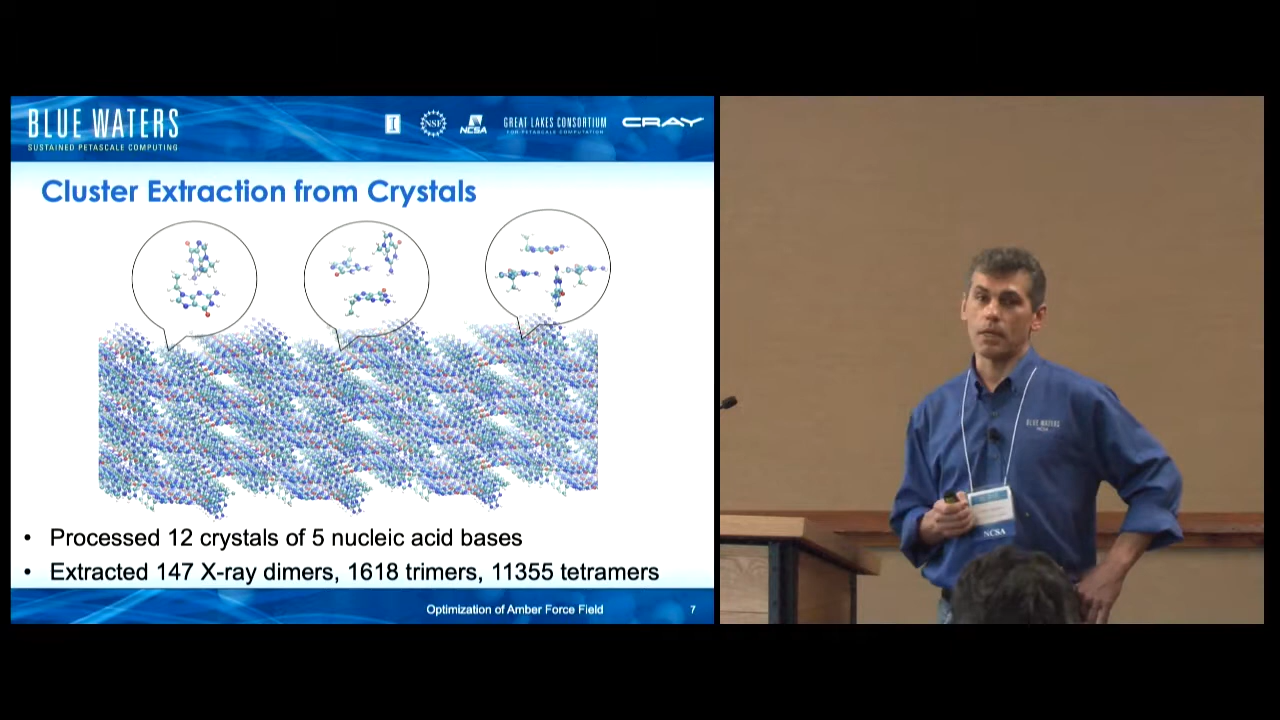 BLUE WATERS
SUSTAINED PETASCALE COMPUTING
I
NSF
NCSA
GREAT LAKES CONSORTIUM
FOR PETASCALE COMPUTATION
CRAY
Cluster Extraction from Crystals
• Processed 12 crystals of 5 nucleic acid bases
• Extracted 147 X-ray dimers, 1618 trimers, 11355 tetramers
Optimization of Amber Force Field
7
BLUE WATERS
NCSA